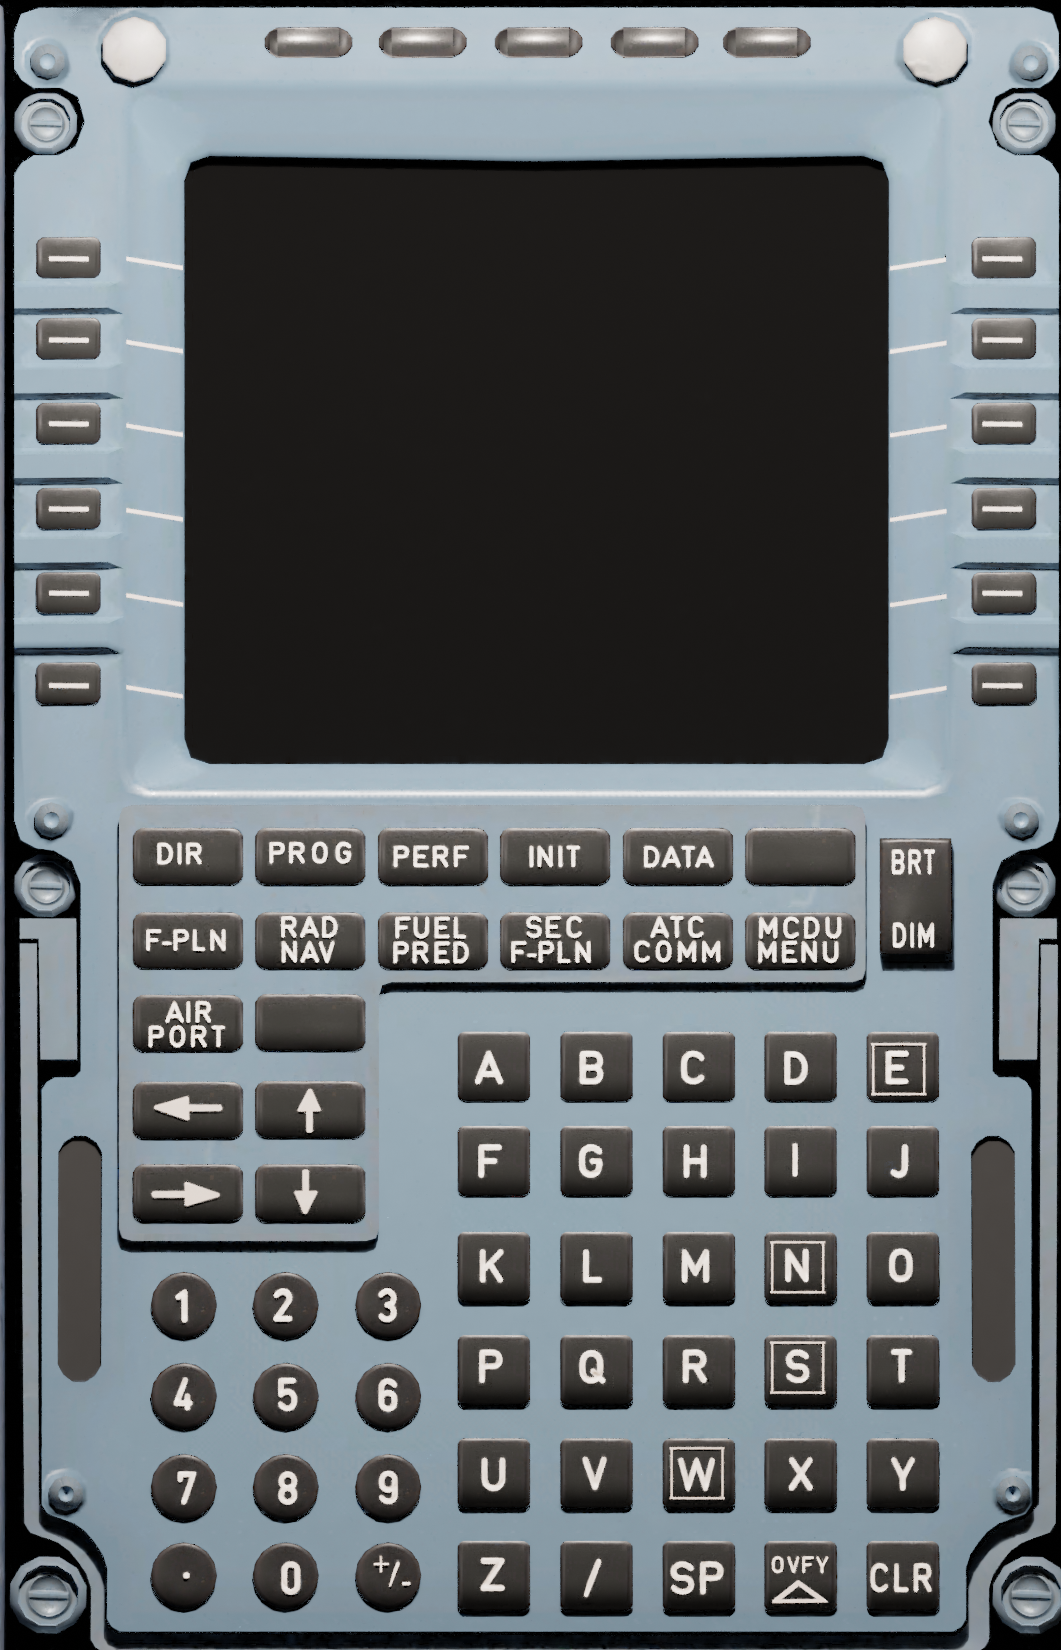 DIR PROG PERF INIT DATA
BRT
F-PLN RAD NAV FUEL PRED SEC F-PLN ATC COMM MCDU MENU
DIM
AIR PORT
← ↑
→ ↓
A B C D E
F G H I J
K L M N O
P Q R S T
U V W X Y
Z / SP OVFY △ CLR
1 2 3
4 5 6
7 8 9
. 0 +/-